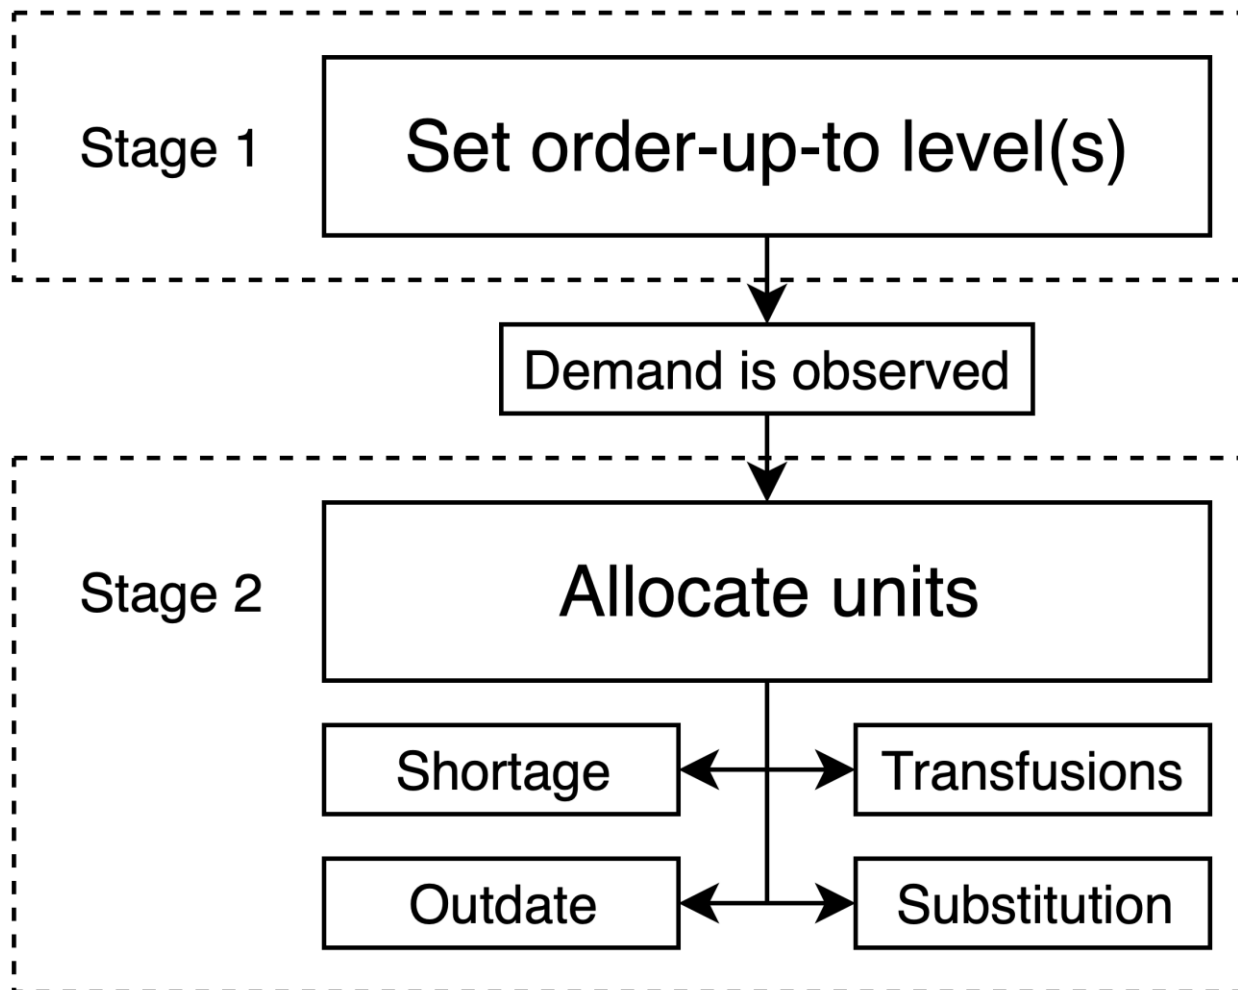 Stage 1
Set order-up-to level(s)
Demand is observed
Stage 2
Allocate units
Shortage
Transfusions
Outdate
Substitution